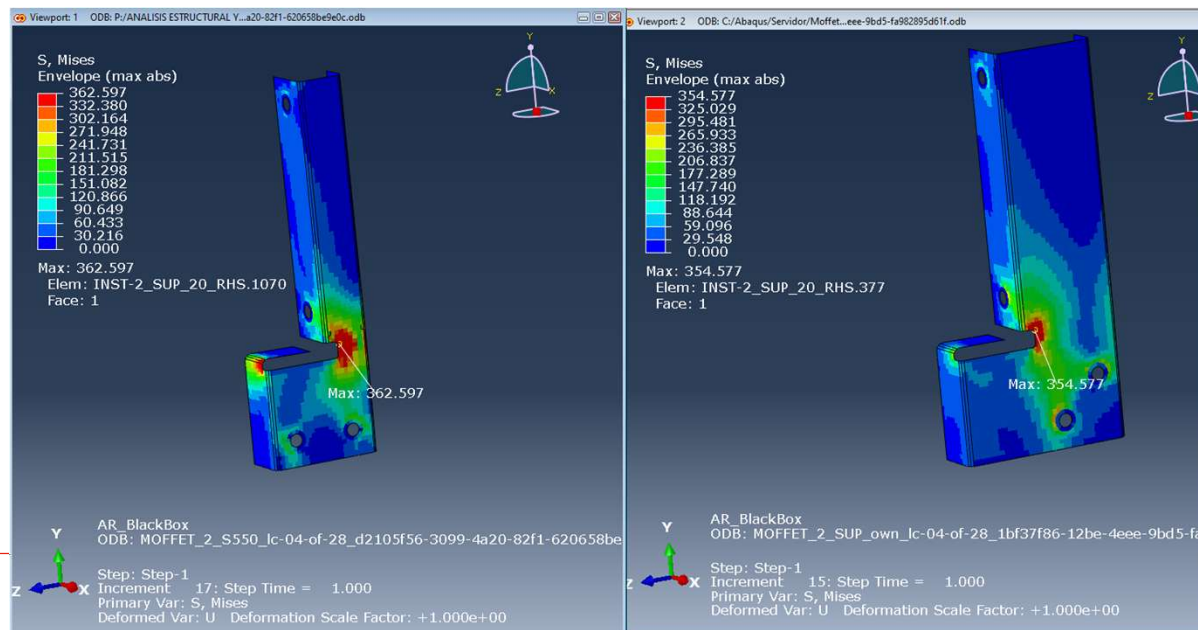 Viewport: 1 ODB: P:/ANALISIS ESTRUCTURAL Y...a20-82f1-620658be9e0c.odb
S, Mises
Envelope (max abs)
362.597
332.380
302.164
271.948
241.731
211.515
181.298
151.082
120.866
90.649
60.433
30.216
0.000
Max: 362.597
Elem: INST-2_SUP_20_RHS.1070
Face: 1
Y
Z
X
Max: 362.597
Y
Z
X
AR_BlackBox
ODB: MOFFET_2_S550_lc-04-of-28_d2105f56-3099-4a20-82f1-620658be
Step: Step-1
Increment 17: Step Time = 1.000
Primary Var: S, Mises
Deformed Var: U Deformation Scale Factor: +1.000e+00
Viewport: 2 ODB: C:/Abaqus/Servidor/Moffet...eee-9bd5-fa982895d61f.odb
S, Mises
Envelope (max abs)
354.577
325.029
295.481
265.933
236.385
206.837
177.289
147.740
118.192
88.644
59.096
29.548
0.000
Max: 354.577
Elem: INST-2_SUP_20_RHS.377
Face: 1
Y
Z
Max: 354.577
Y
Z
X
AR_BlackBox
ODB: MOFFET_2_SUP_own_lc-04-of-28_1bf37f86-12be-4eee-9bd5-fa
Step: Step-1
Increment 15: Step Time = 1.000
Primary Var: S, Mises
Deformed Var: U Deformation Scale Factor: +1.000e+00